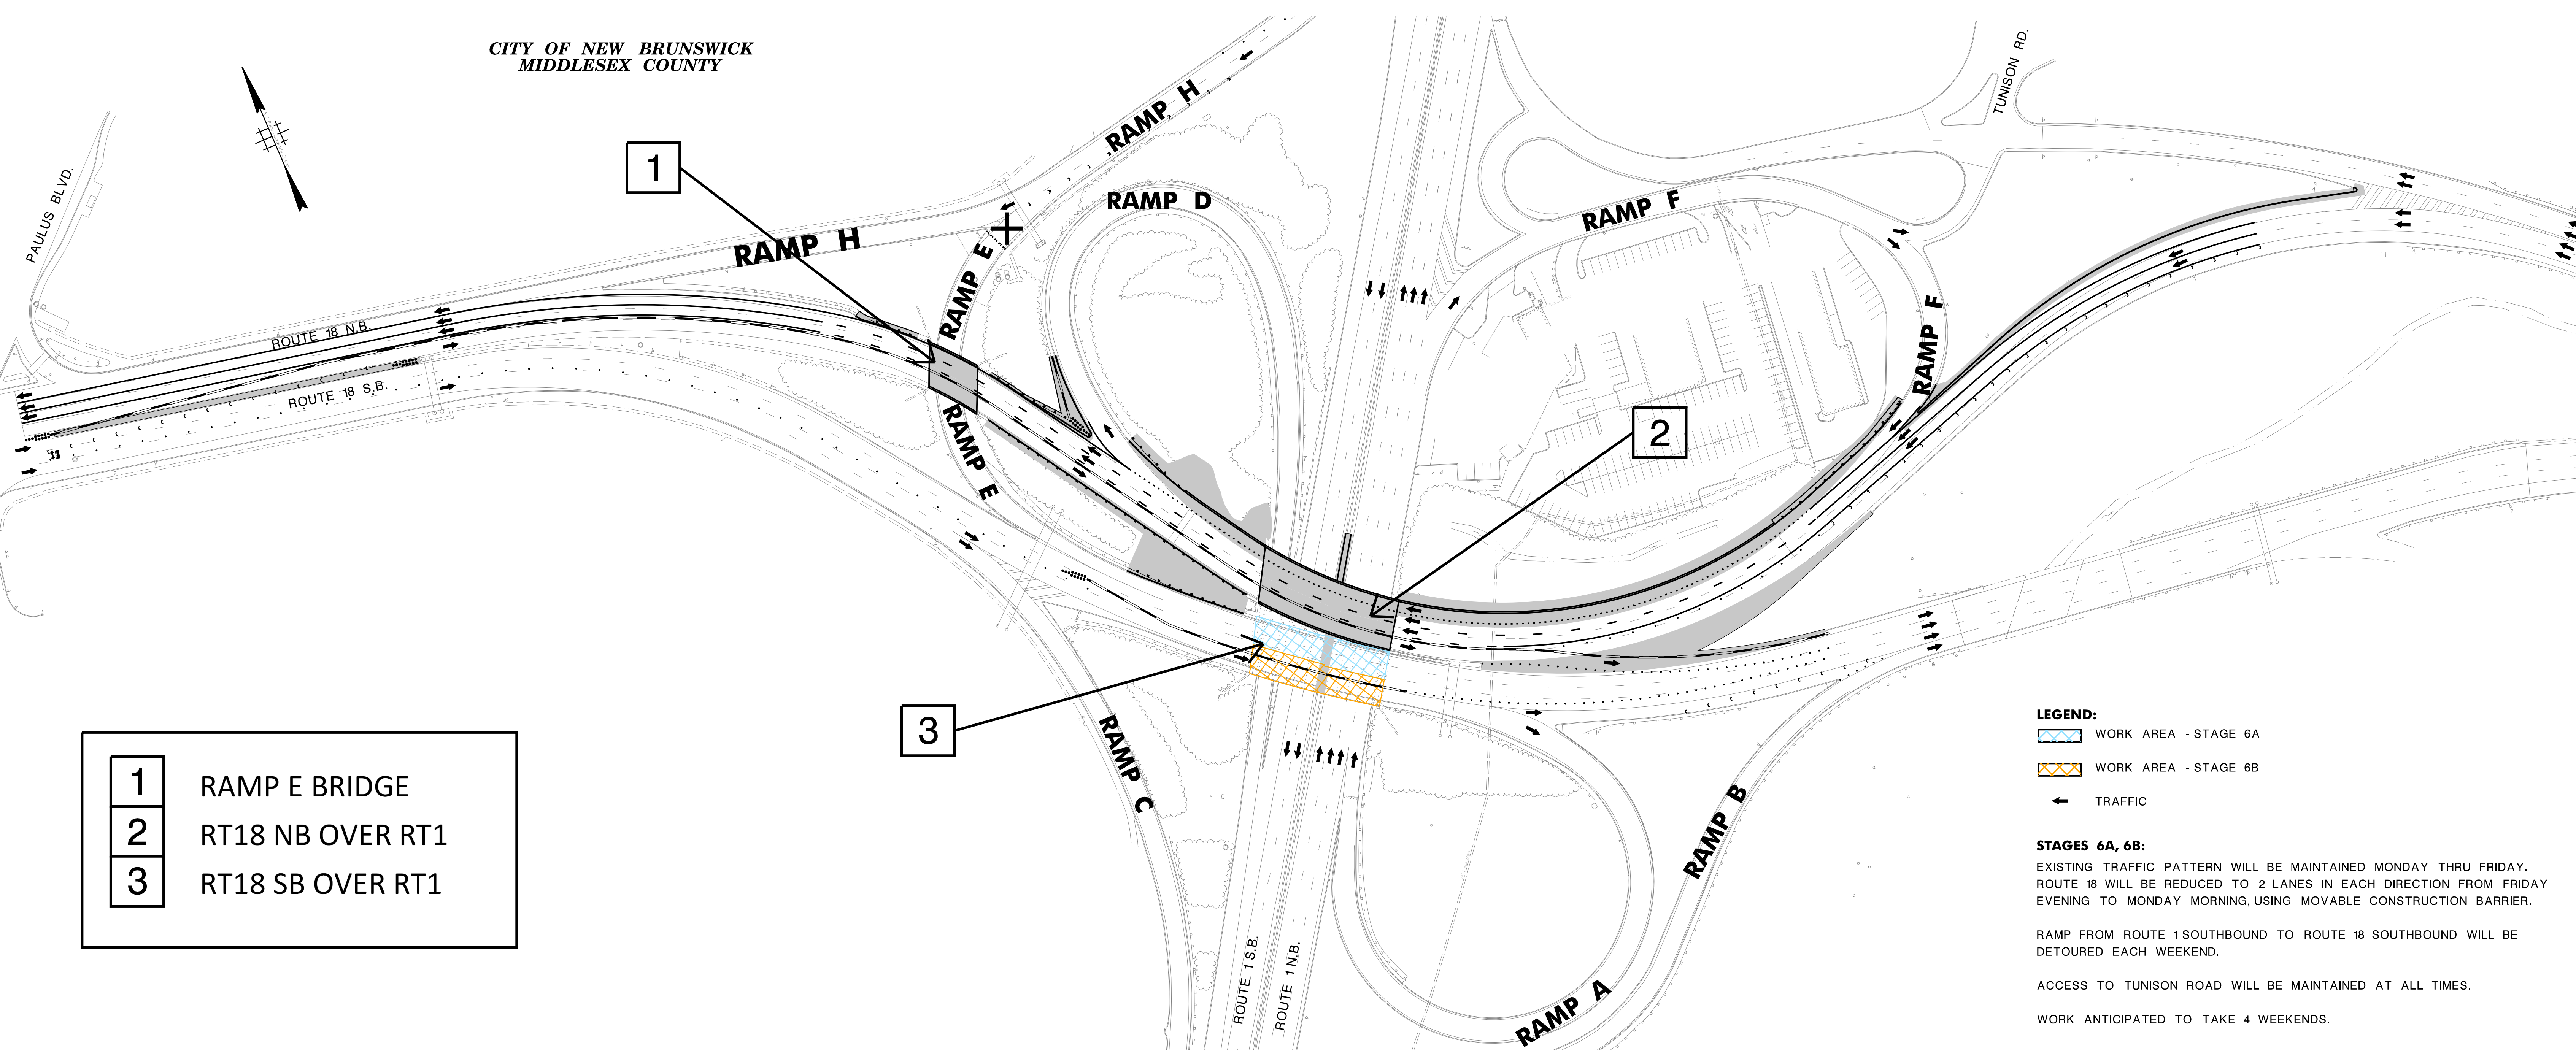 CITY OF NEW BRUNSWICK
MIDDLESEX COUNTY
TUNISON RD.
PAULUS BLVD.
RAMP H
1
RAMP D
RAMP F
RAMP H
RAMP E
RAMP F
ROUTE 18 N.B.
ROUTE 18 S.B.
RAMP E
2
3
RAMP C
RAMP B
RAMP A
ROUTE 1 S.B.
ROUTE 1 N.B.
1 RAMP E BRIDGE
2 RT18 NB OVER RT1
3 RT18 SB OVER RT1
LEGEND:
WORK AREA - STAGE 6A
WORK AREA - STAGE 6B
TRAFFIC
STAGES 6A, 6B:
EXISTING TRAFFIC PATTERN WILL BE MAINTAINED MONDAY THRU FRIDAY.
ROUTE 18 WILL BE REDUCED TO 2 LANES IN EACH DIRECTION FROM FRIDAY
EVENING TO MONDAY MORNING, USING MOVABLE CONSTRUCTION BARRIER.
RAMP FROM ROUTE 1 SOUTHBOUND TO ROUTE 18 SOUTHBOUND WILL BE
DETOURED EACH WEEKEND.
ACCESS TO TUNISON ROAD WILL BE MAINTAINED AT ALL TIMES.
WORK ANTICIPATED TO TAKE 4 WEEKENDS.